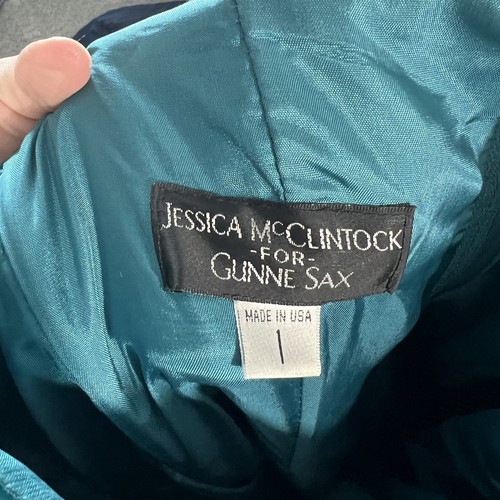 JESSICA McCLINTOCK
-FOR-
GUNNE SAX
MADE IN USA
1